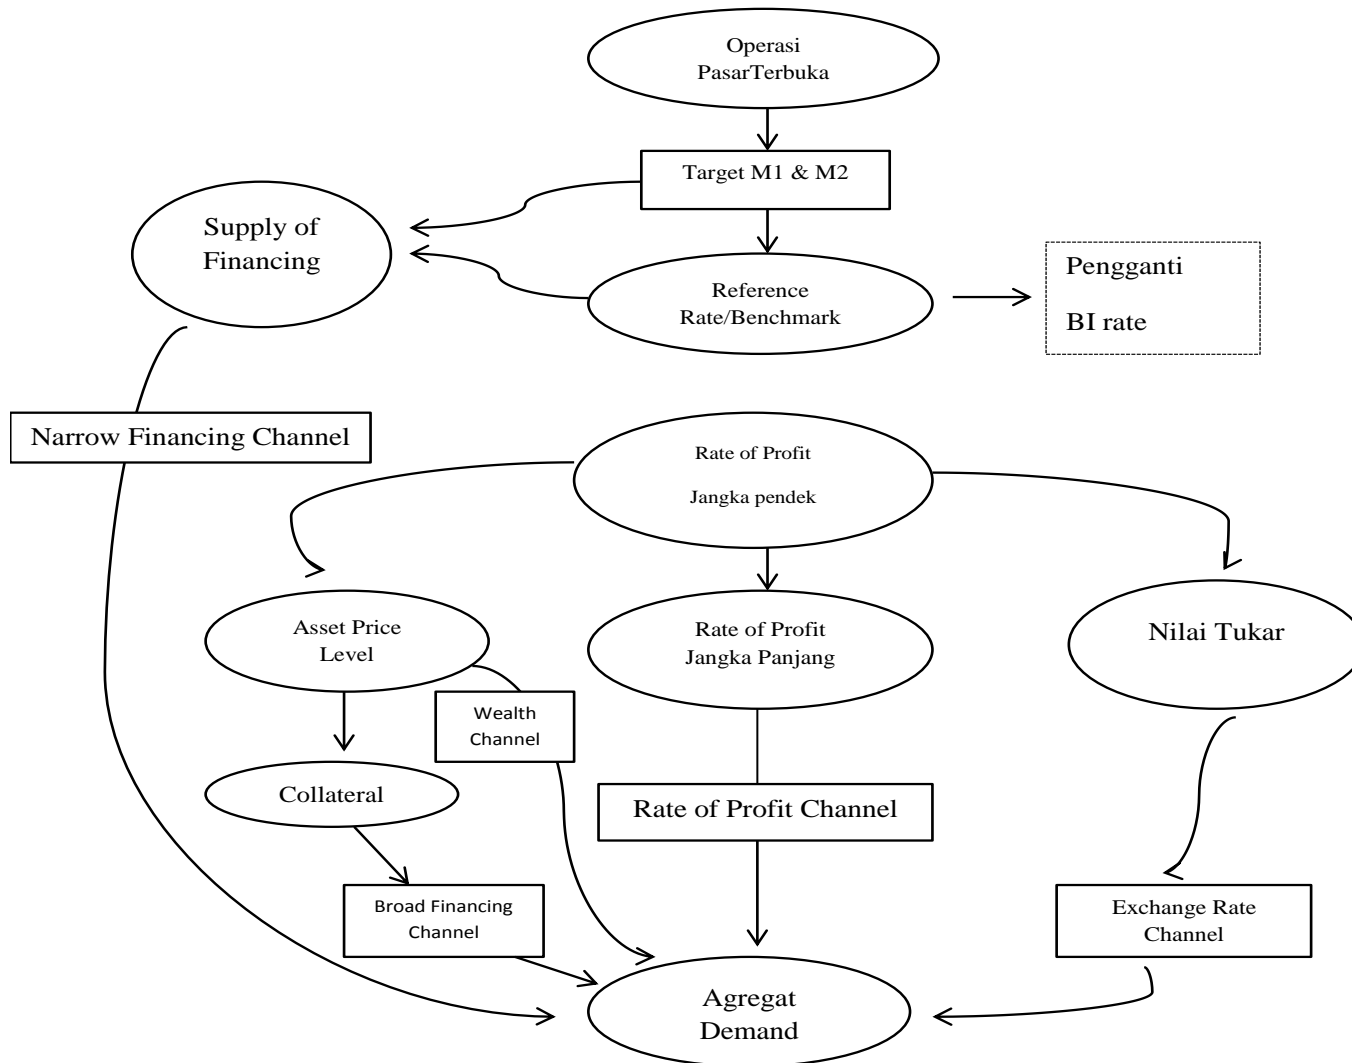 Operasi
PasarTerbuka
Target M1 & M2
Supply of
Financing
Reference
Rate/Benchmark
Pengganti
BI rate
Narrow Financing Channel
Rate of Profit
Jangka pendek
Asset Price
Level
Rate of Profit
Jangka Panjang
Nilai Tukar
Wealth
Channel
Collateral
Rate of Profit Channel
Broad Financing
Channel
Exchange Rate
Channel
Agregat
Demand